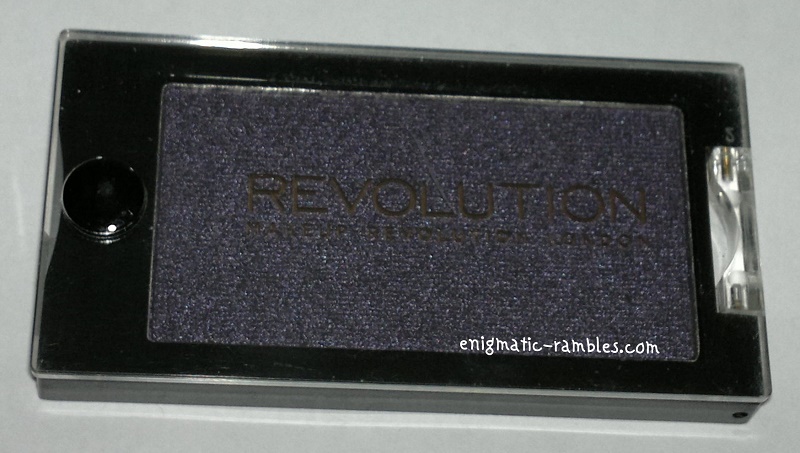 REVOLUTION
MAKEUP REVOLUTION LONDON
enigmatic-rambles.com